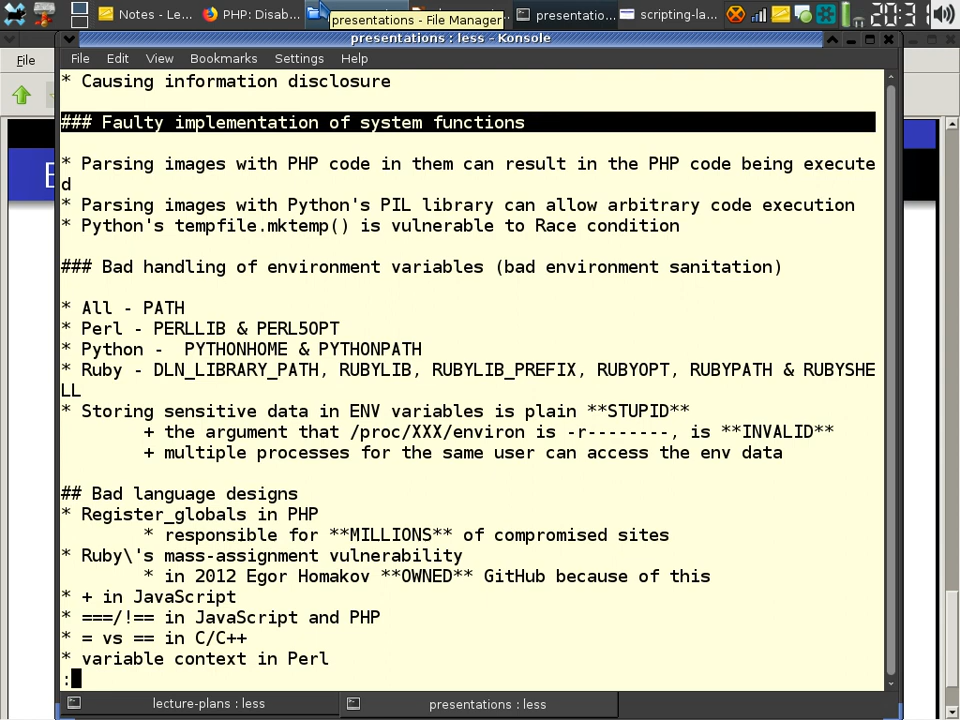 Notes - Le...
PHP: Disab...
presentations - File Manager
presentatio...
scripting-la...
20:31
presentations : less - Konsole
File
File Edit View Bookmarks Settings Help
* Causing information disclosure
### Faulty implementation of system functions
* Parsing images with PHP code in them can result in the PHP code being execute
d
* Parsing images with Python's PIL library can allow arbitrary code execution
* Python's tempfile.mktemp() is vulnerable to Race condition
### Bad handling of environment variables (bad environment sanitation)
* All - PATH
* Perl - PERLLIB & PERL5OPT
* Python -  PYTHONHOME & PYTHONPATH
* Ruby - DLN_LIBRARY_PATH, RUBYLIB, RUBYLIB_PREFIX, RUBYOPT, RUBYPATH & RUBYSHE
LL
* Storing sensitive data in ENV variables is plain **STUPID**
+ the argument that /proc/XXX/environ is -r--------, is **INVALID**
+ multiple processes for the same user can access the env data
## Bad language designs
* Register_globals in PHP
* responsible for **MILLIONS** of compromised sites
* Ruby\'s mass-assignment vulnerability
* in 2012 Egor Homakov **OWNED** GitHub because of this
* + in JavaScript
* ===/!== in JavaScript and PHP
* = vs == in C/C++
* variable context in Perl
:
lecture-plans : less
presentations : less